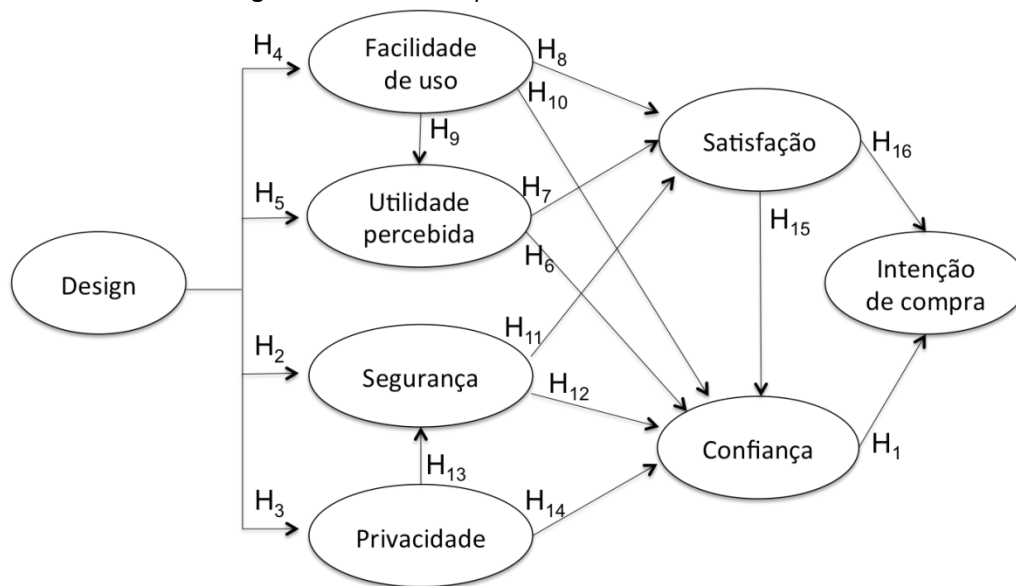 H4
Facilidade
de uso
H8
H10
H9
Satisfação
H16
H5
Utilidade
percebida
H7
H6
H15
Design
Intenção
de compra
H2
Segurança
H11
H12
Confiança
H1
H13
H3
Privacidade
H14